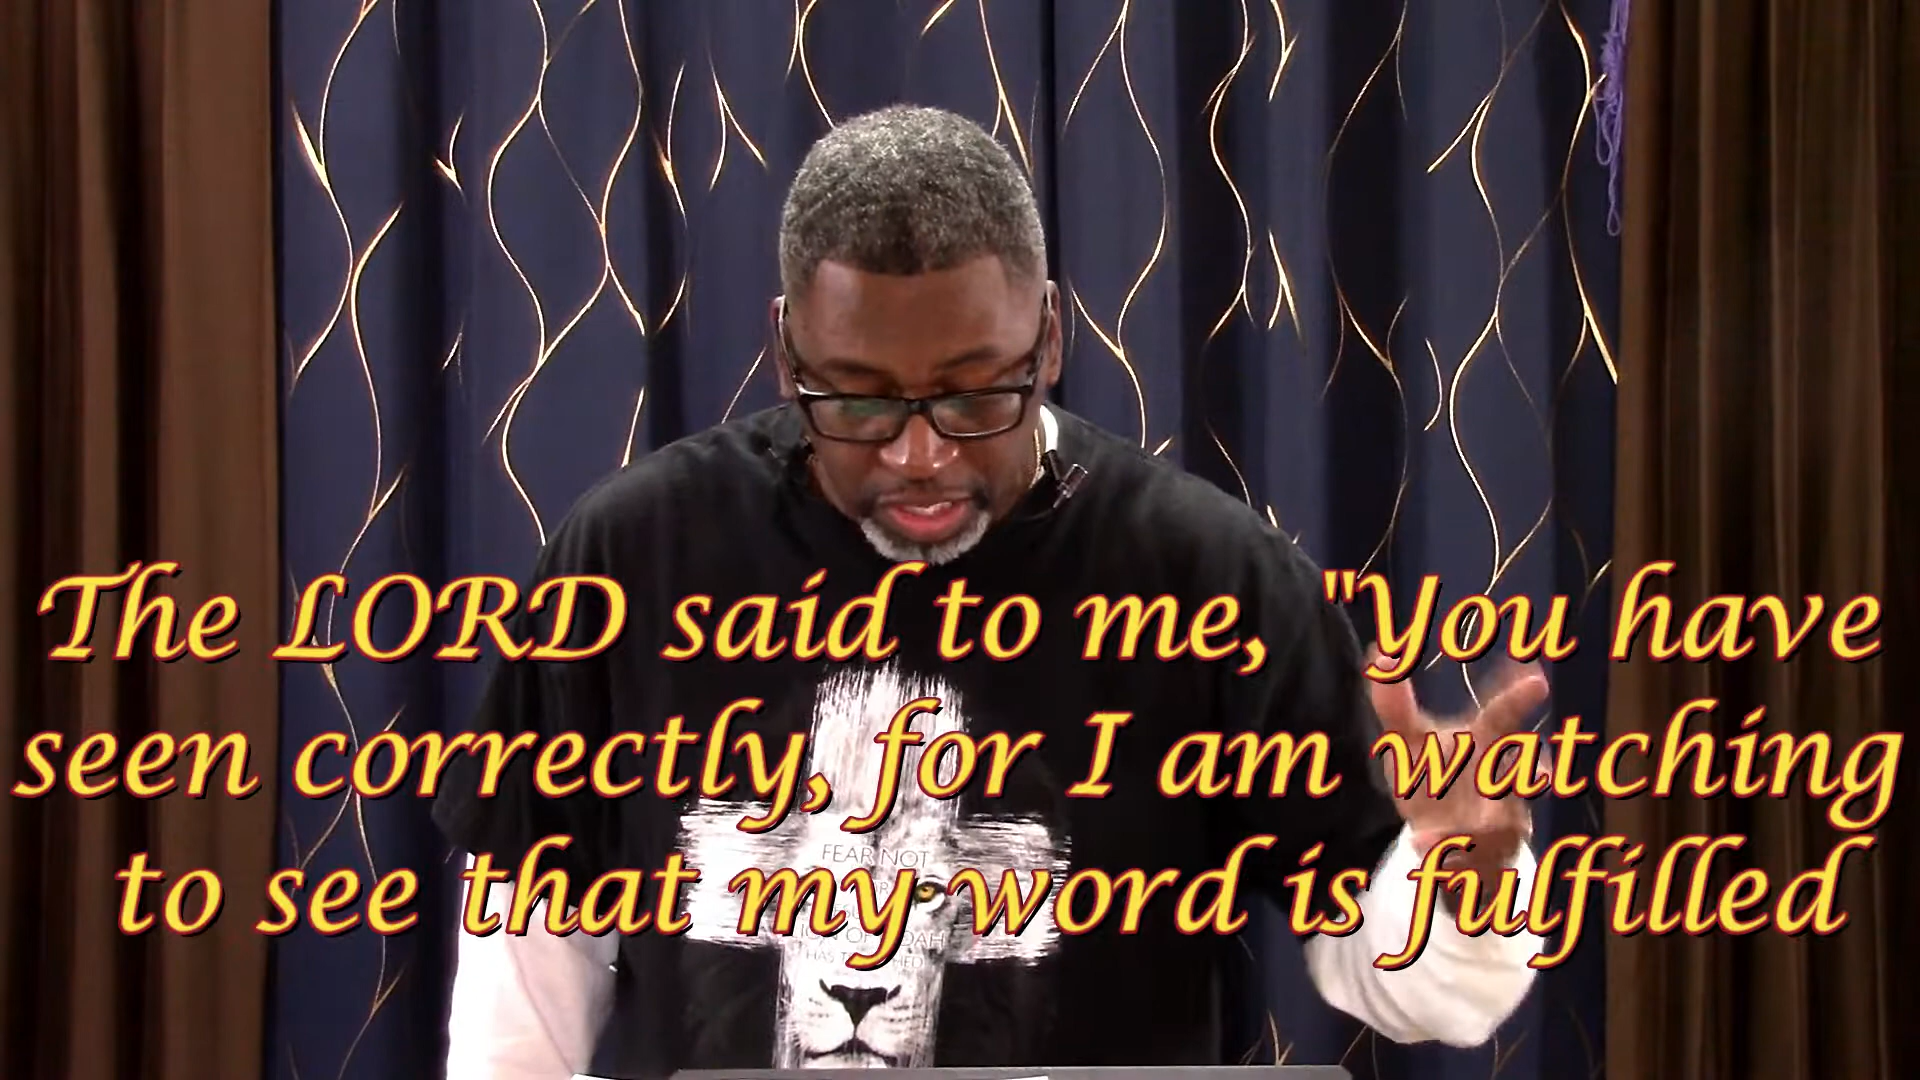 The LORD said to me, "You have
seen correctly, for I am watching
to see that my word is fulfilled
FEAR NOT
HAS